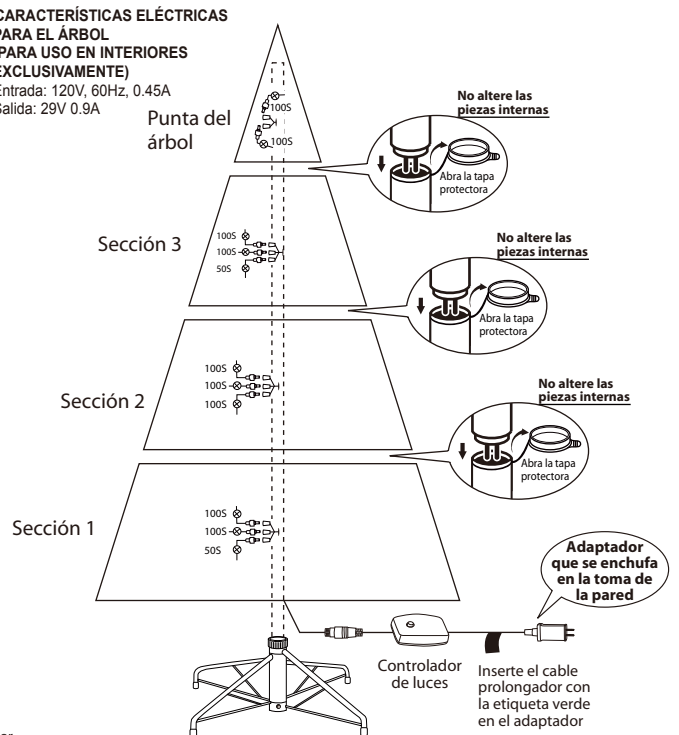 CARACTERÍSTICAS ELÉCTRICAS
PARA EL ÁRBOL
PARA USO EN INTERIORES
EXCLUSIVAMENTE)
Entrada: 120V, 60Hz, 0.45A
Salida: 29V 0.9A
Punta del
árbol
100S
100S
No altere las
piezas internas
Abra la tapa
protectora
Sección 3
100S
100S
50S
No altere las
piezas internas
Abra la tapa
protectora
Sección 2
100S
100S
100S
No altere las
piezas internas
Abra la tapa
protectora
Sección 1
100S
100S
50S
Adaptador
que se enchufa
en la toma de
la pared
Controlador
de luces
Inserte el cable
prolongador con
la etiqueta verde
en el adaptador